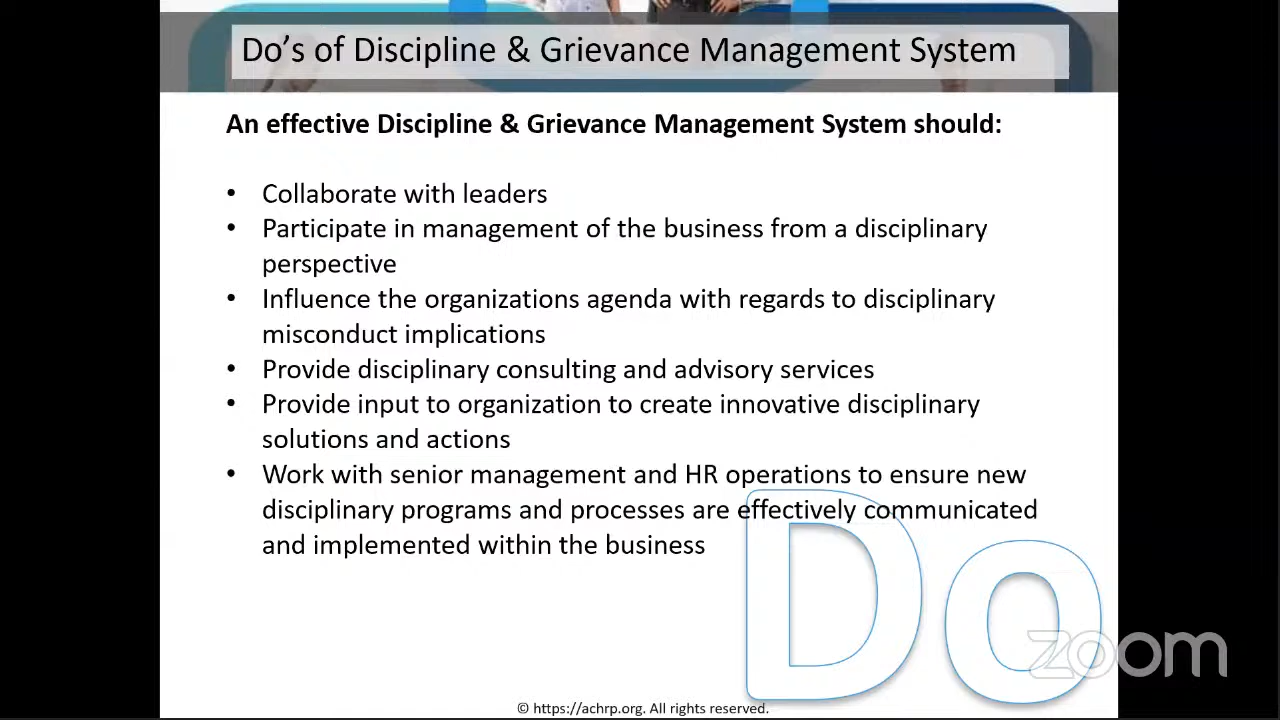 Do’s of Discipline & Grievance Management System
An effective Discipline & Grievance Management System should:
• Collaborate with leaders
• Participate in management of the business from a disciplinary
perspective
• Influence the organizations agenda with regards to disciplinary
misconduct implications
• Provide disciplinary consulting and advisory services
• Provide input to organization to create innovative disciplinary
solutions and actions
• Work with senior management and HR operations to ensure new
disciplinary programs and processes are effectively communicated
and implemented within the business
Do
zoom
© https://achrp.org. All rights reserved.